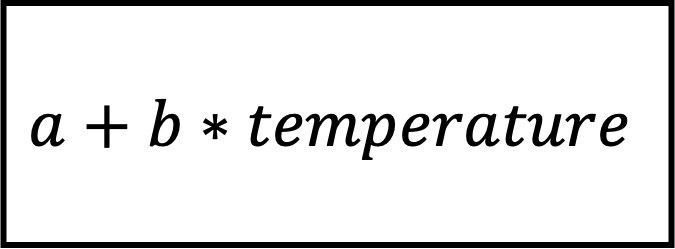 a + b * temperature